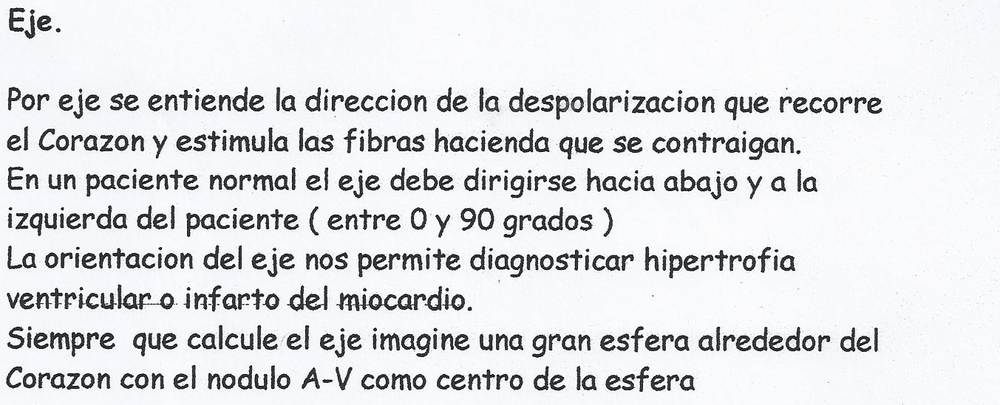 Eje.
Por eje se entiende la direccion de la despolarizacion que recorre
el Corazon y estimula las fibras hacienda que se contraigan.
En un paciente normal el eje debe dirigirse hacia abajo y a la
izquierda del paciente ( entre 0 y 90 grados )
La orientacion del eje nos permite diagnosticar hipertrofia
ventricular o infarto del miocardio.
Siempre  que calcule el eje imagine una gran esfera alrededor del
Corazon con el nodulo A-V como centro de la esfera